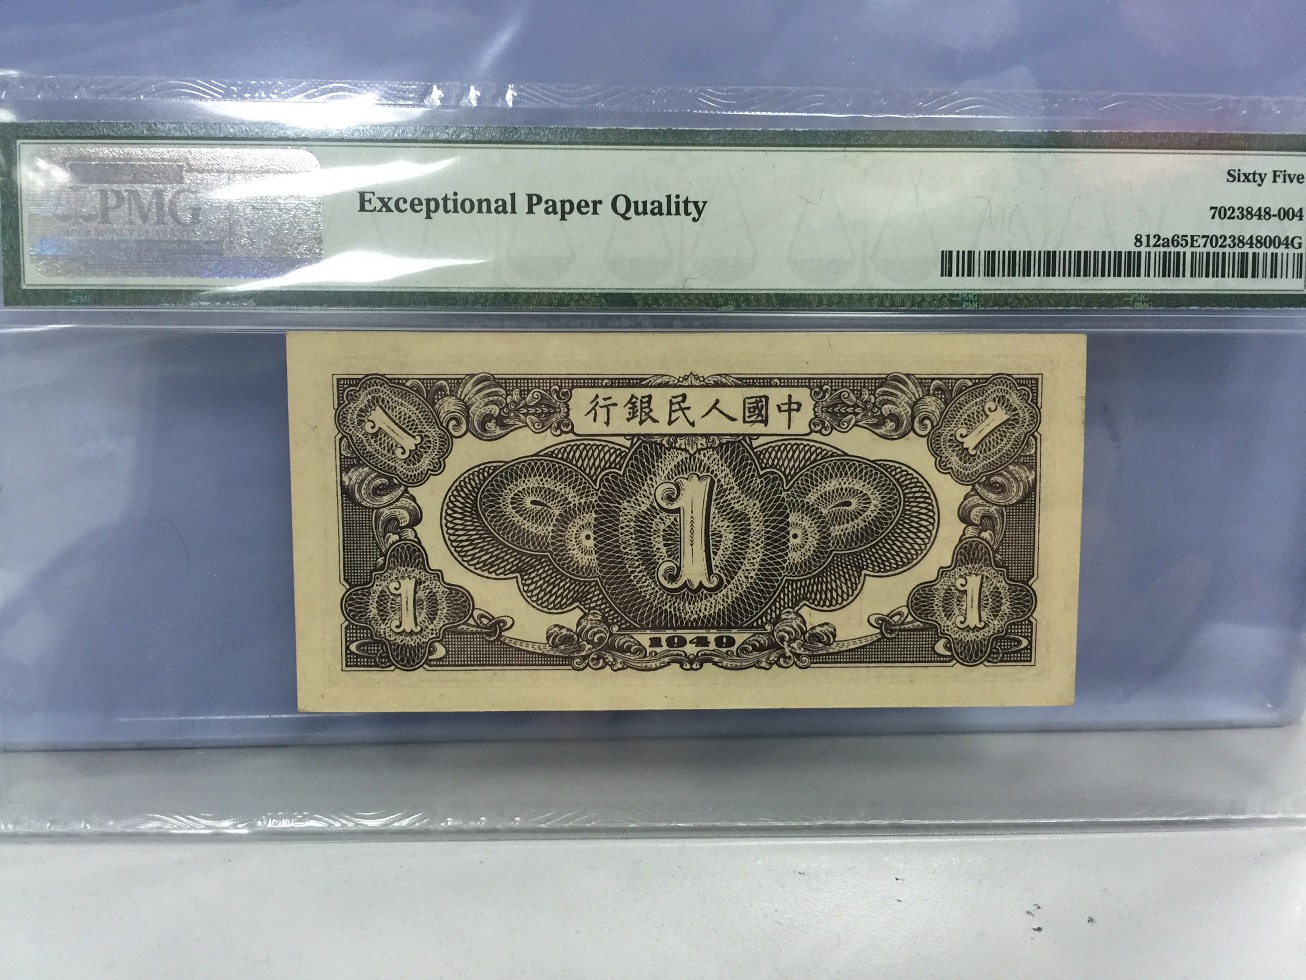 PMG
Exceptional Paper Quality
Sixty Five
7023848-004
812a65E7023848004G
行銀民人國中
1
1
1
1
1
1949